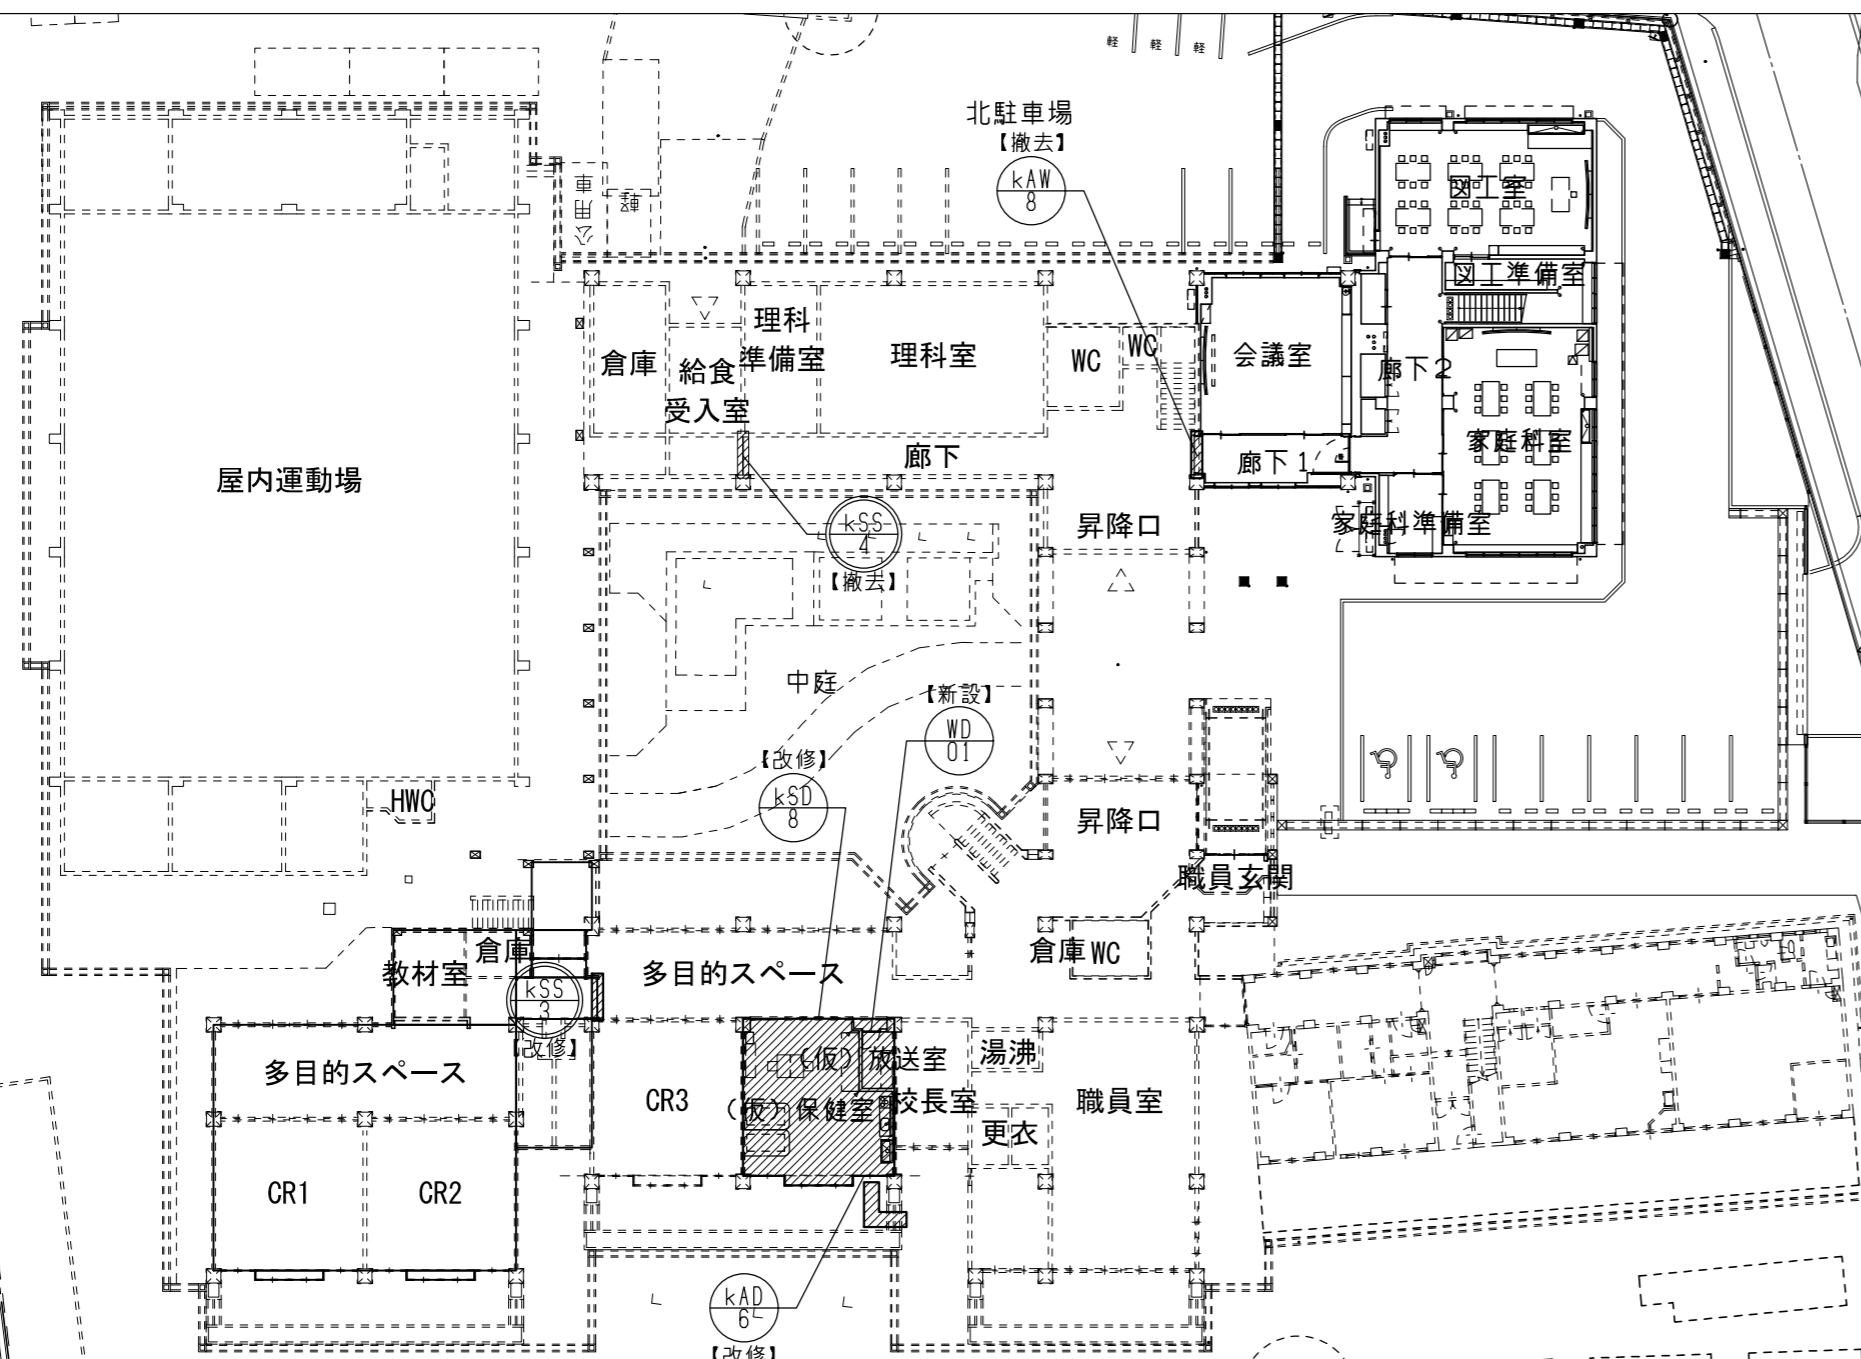 軽
軽
軽
北駐車場
【撤去】
kAW
8
公用車
軽
図工室
図工準備室
理科
準備室
倉庫
給食
受入室
理科室
WC
WC
会議室
廊下2
家庭科室
廊下
廊下1
屋内運動場
kSS
4
【撤去】
昇降口
家庭科準備室
中庭
【新設】
WD
01
【改修】
kSD
8
HWC
昇降口
職員玄関
倉庫
教材室
多目的スペース
倉庫
WC
kSS
3
改修】
多目的スペース
(仮)放送室
湯沸
CR3
(仮)保健室
校長室
職員室
更衣
CR1
CR2
kAD
6
【改修】